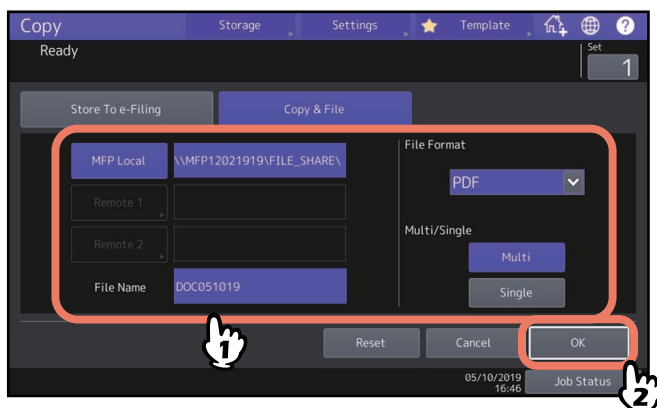 Copy
Storage
Settings
Template
?
Ready
Set
1
Store To e-Filing
Copy & File
MFP Local
\\MFP12021919\FILE_SHARE\
Remote 1
Remote 2
File Name
DOC051019
File Format
PDF
Multi/Single
Multi
Single
1
Reset
Cancel
OK
05/10/2019
16:46
Job Status
2